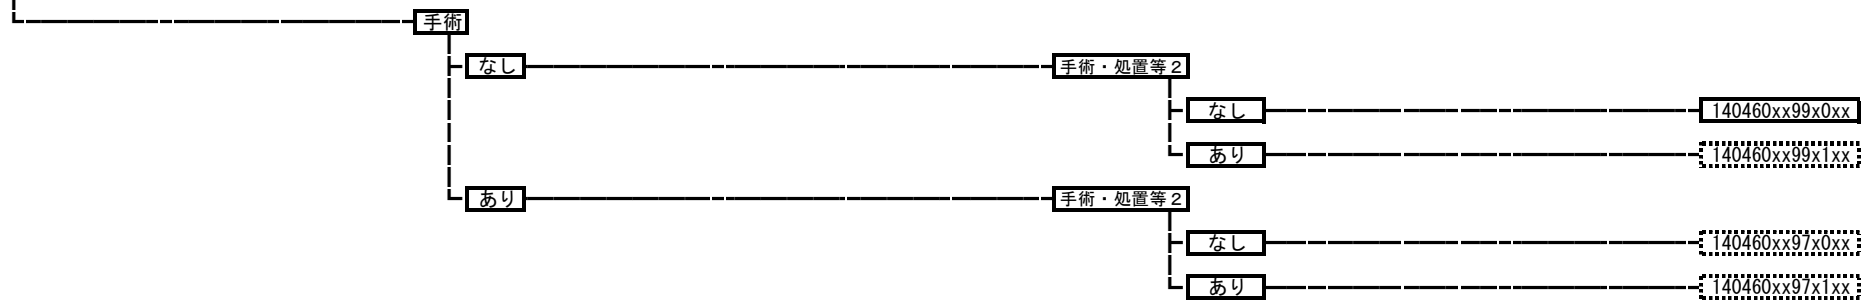 手術
なし 手術・処置等２
なし 140460xx99x0xx
あり 140460xx99x1xx
あり 手術・処置等２
なし 140460xx97x0xx
あり 140460xx97x1xx